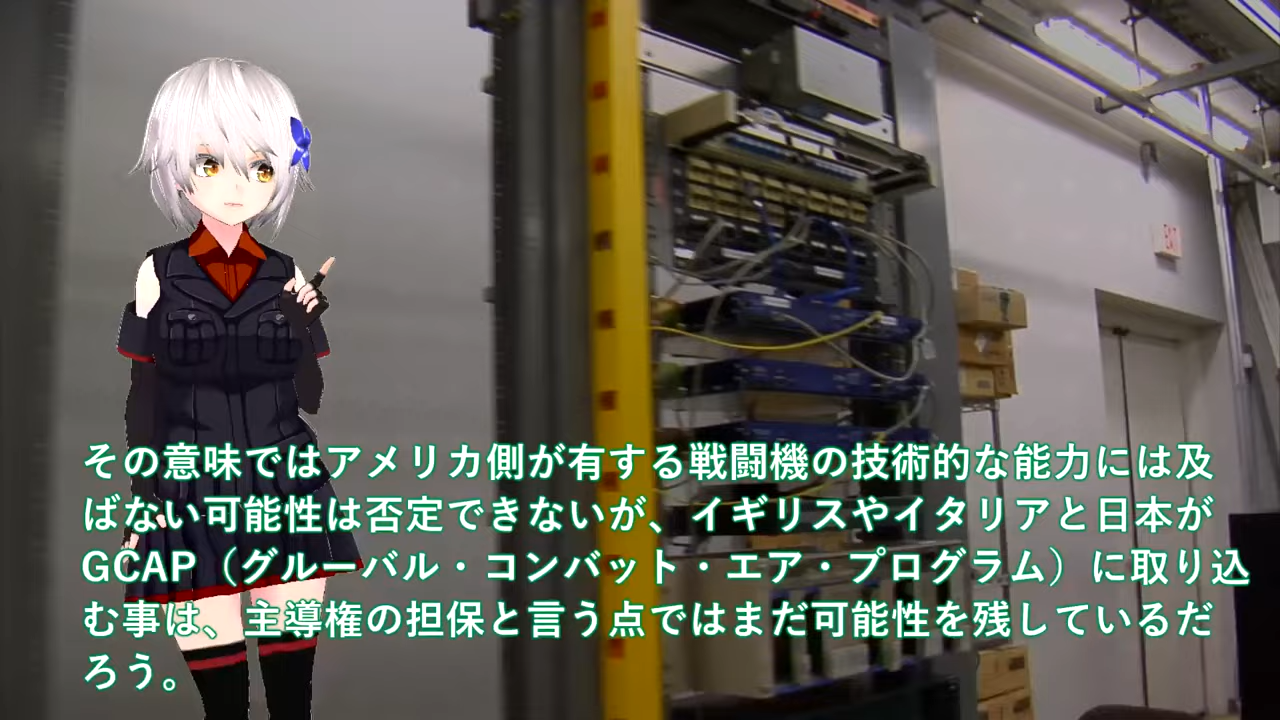 EXIT
その意味ではアメリカ側が有する戦闘機の技術的な能力には及
ばない可能性は否定できないが、イギリスやイタリアと日本が
GCAP（グルーバル・コンバット・エア・プログラム）に取り込
む事は、主導権の担保と言う点ではまだ可能性を残しているだ
ろう。